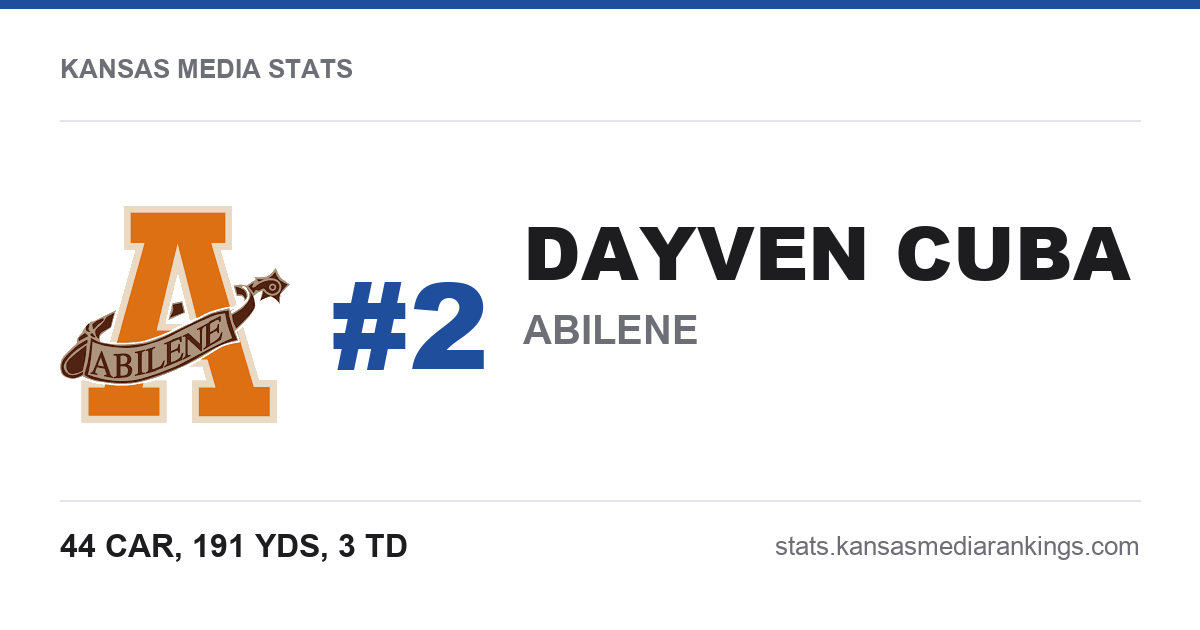 KANSAS MEDIA STATS
ABILENE
#2
DAYVEN CUBA
ABILENE
44 CAR, 191 YDS, 3 TD
stats.kansasmediarankings.com